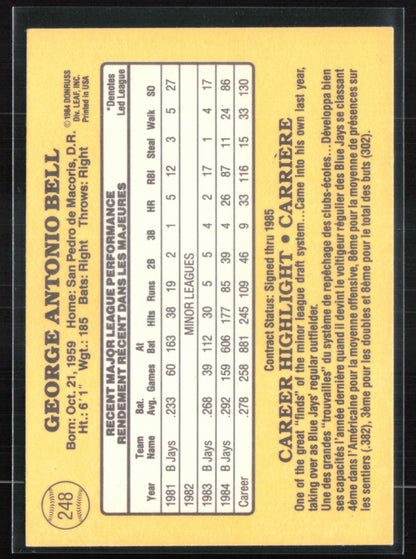 248
GEORGE ANTONIO BELL
Born: Oct. 21, 1959 Home: San Pedro de Macoris, D.R.
Ht.: 6' 1" Wgt.: 185 Bats: Right Throws: Right
© 1984 DONRUSS
Div. LEAF, INC.
Printed in USA
RECENT MAJOR LEAGUE PERFORMANCE
RENDEMENT RÉCENT DANS LES MAJEURES
*Denotes
Led League
Team Bat. At
Year Name Avg. Games Bat Hits Runs 2B 3B HR RBI Steal Walk SO
1981 B Jays .233 60 163 38 19 2 1 5 12 3 5 27
1982 MINOR LEAGUES
1983 B Jays .268 39 112 30 5 5 4 2 17 1 4 17
1984 B Jays .292 159 606 177 85 39 4 26 87 11 24 86
Career .278 258 881 245 109 46 9 33 116 15 33 130
Contract Status: Signed thru 1985
CAREER HIGHLIGHT • CARRIÈRE
One of the great "finds" of the minor league draft system...Came into his own last year,
taking over as Blue Jays' regular outfielder.
Une des grandes "trouvailles" du système de repêchage des clubs-écoles...Développa bien
ses capacités l'année dernière quand il devint le voltigeur régulier des Blue Jays se classant
4ème dans l'Américaine pour la moyenne offensive, 8ème pour la moyenne de présences sur
les sentiers (.382), 3ème pour les doubles et 8ème pour le total des buts (302).